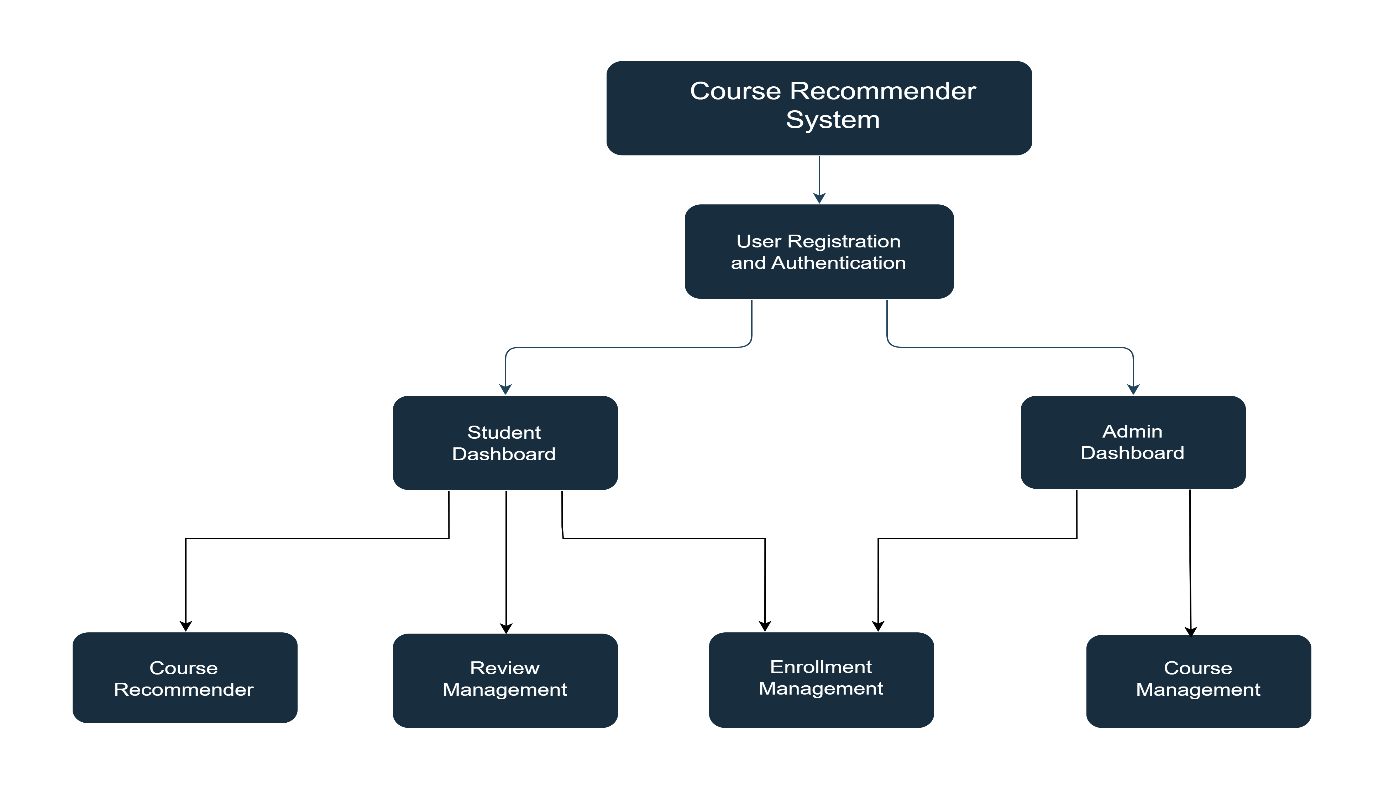 Course Recommender
System
User Registration
and Authentication
Student
Dashboard
Admin
Dashboard
Course
Recommender
Review
Management
Enrollment
Management
Course
Management